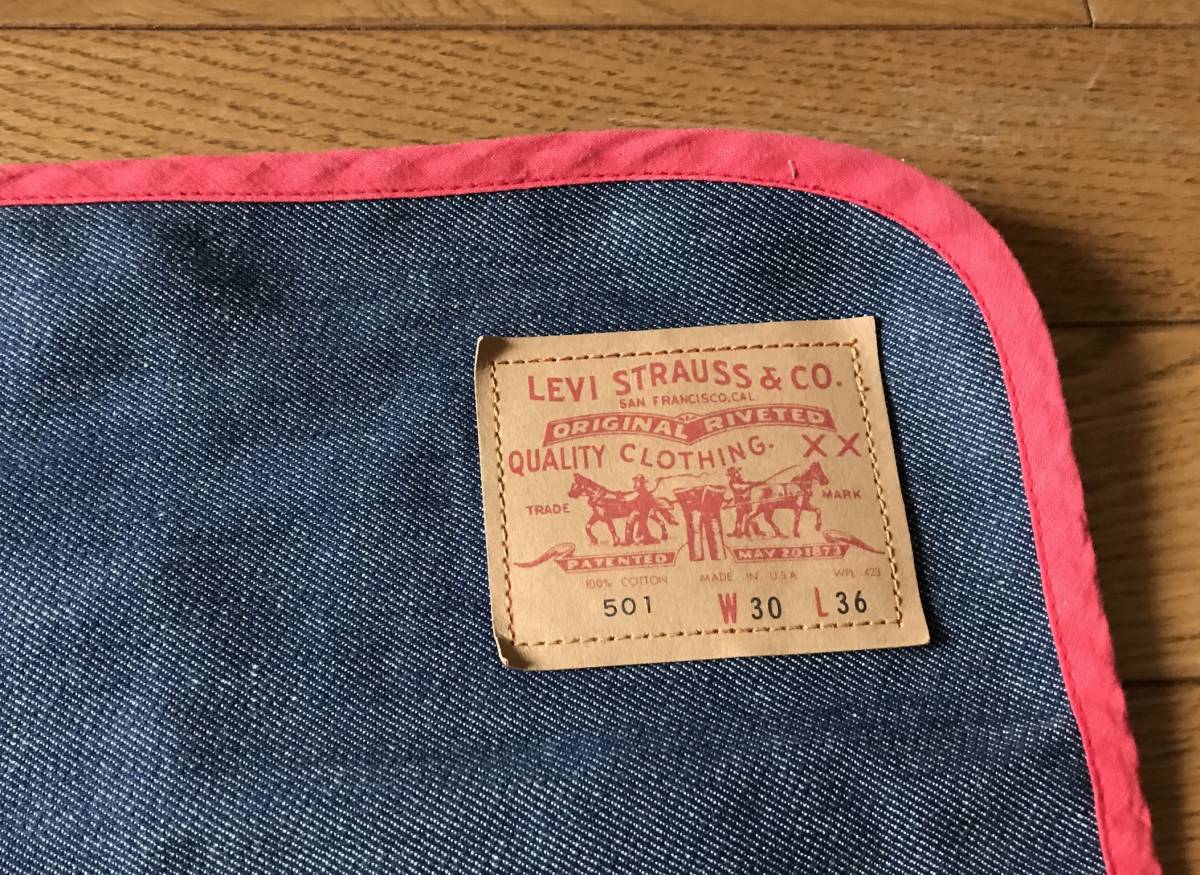 LEVI STRAUSS & CO.
SAN FRANCISCO, CAL.
ORIGINAL RIVETED
QUALITY CLOTHING. XX
TRADE MARK
PATENTED MAY 20 1873
100% COTTON MADE IN U.S.A WPL 423
501 W 30 L 36